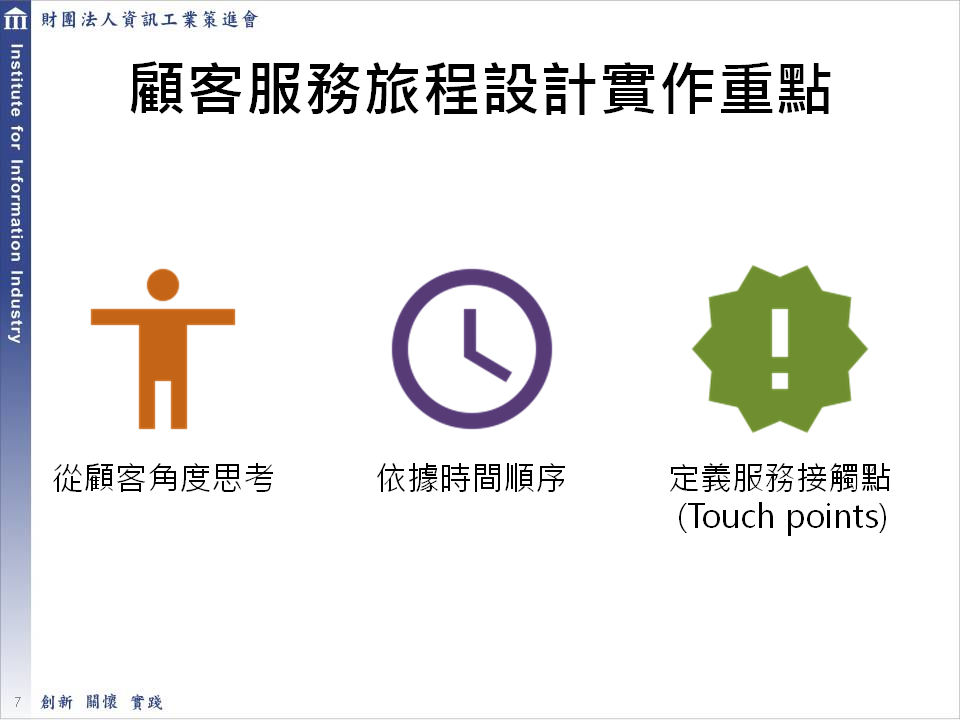 財團法人資訊工業策進會
Institute for Information Industry
顧客服務旅程設計實作重點
從顧客角度思考
依據時間順序
定義服務接觸點
(Touch points)
7
創新 關懷 實踐